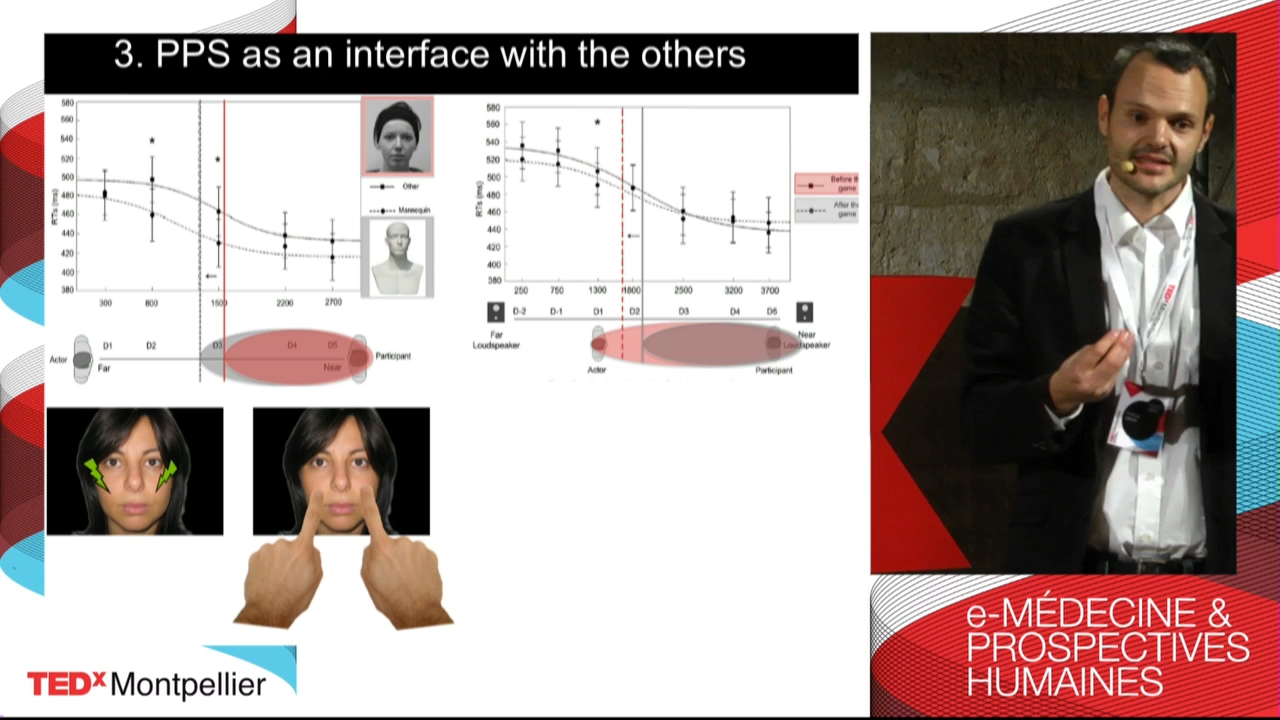 3. PPS as an interface with the others
580
560
540
520
500
480
460
440
420
400
380
RTs (ms)
*
*
300
800
1500
2200
2700
Other
Mannequin
Actor
D1
D2
D3
D4
D5
Far
Near
Participant
580
560
540
520
500
480
460
440
420
400
380
RTs (ms)
*
250
750
1300
1800
2500
3200
3700
D-2
D-1
D1
D2
D3
D4
D5
Before
game
After
game
Far
Loudspeaker
Near
Loudspeaker
Actor
Participant
TEDx Montpellier
TEDx
e-MÉDECINE &
PROSPECTIVES
HUMAINES